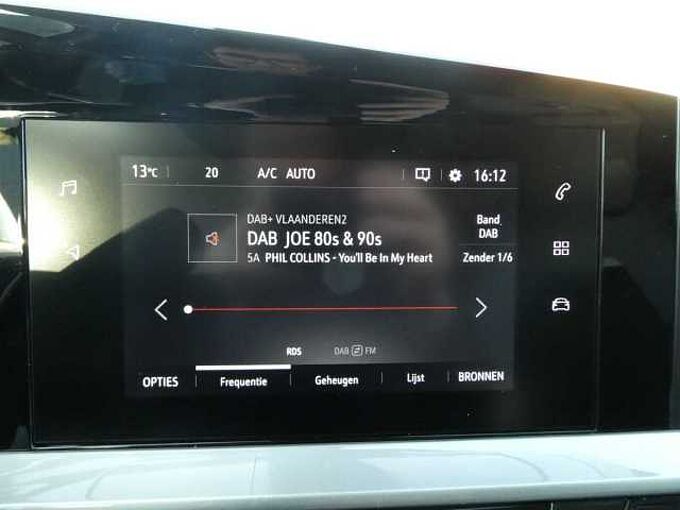 13°C 20 A/C AUTO 16:12
DAB+ VLAANDEREN2
DAB JOE 80s & 90s
5A PHIL COLLINS - You'll Be In My Heart
Band
DAB
Zender 1/6
RDS DAB FM
OPTIES Frequentie Geheugen Lijst BRONNEN